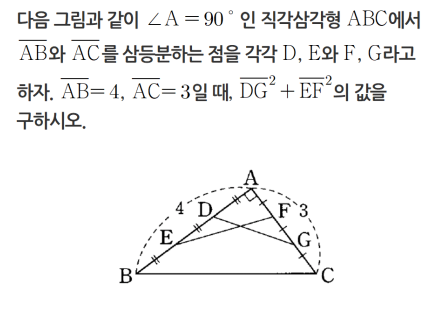 다음 그림과 같이 ∠A = 90° 인 직각삼각형 ABC에서
$\overline{AB}$와 $\overline{AC}$를 삼등분하는 점을 각각 D, E와 F, G라고
하자. $\overline{AB}$= 4, $\overline{AC}$= 3일 때, $\overline{DG}^2$ + $\overline{EF}^2$의 값을
구하시오.
A
4 D F 3
E G
B C